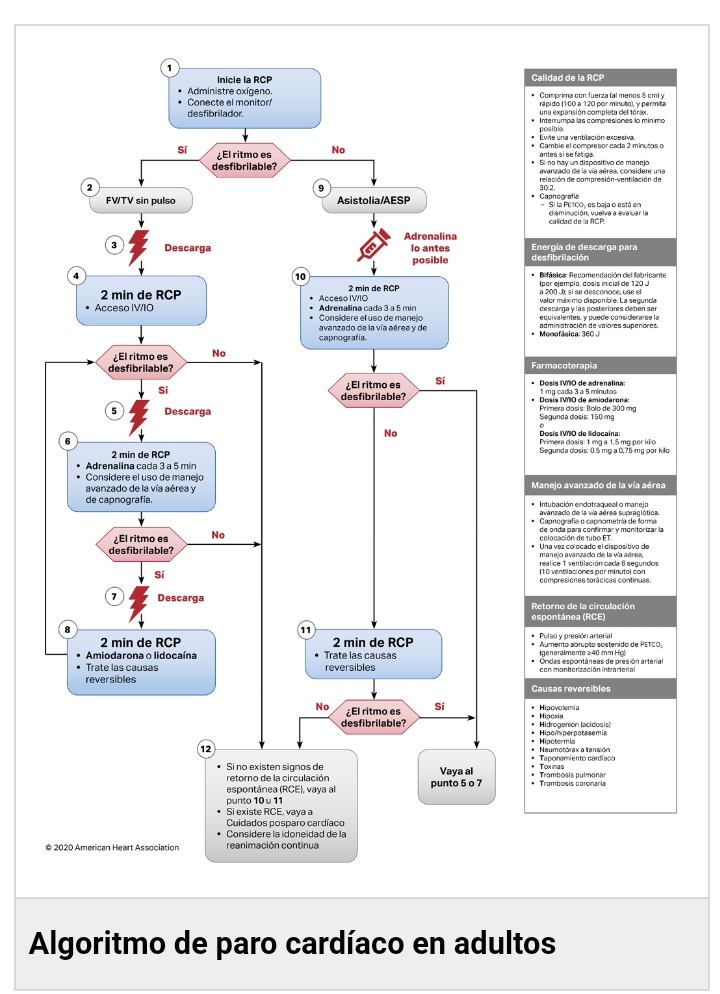 1
Inicie la RCP
• Administre oxígeno.
• Conecte el monitor/
desfibrilador.
¿El ritmo es
desfibrilable?
Sí
No
2
FV/TV sin pulso
3
Descarga
4
2 min de RCP
• Acceso IV/IO
¿El ritmo es
desfibrilable?
No
Sí
5
Descarga
6
2 min de RCP
• Adrenalina cada 3 a 5 min
• Considere el uso de manejo
avanzado de la vía aérea y
de capnografía.
¿El ritmo es
desfibrilable?
No
Sí
7
Descarga
8
2 min de RCP
• Amiodarona o lidocaína
• Trate las causas
reversibles
9
Asistolia/AESP
Adrenalina
lo antes
posible
10
2 min de RCP
• Acceso IV/IO
• Adrenalina cada 3 a 5 min
• Considere el uso de manejo
avanzado de la vía aérea y de
capnografía.
¿El ritmo es
desfibrilable?
Sí
No
11
2 min de RCP
• Trate las causas
reversibles
No
¿El ritmo es
desfibrilable?
Sí
12
• Si no existen signos de
retorno de la circulación
espontánea (RCE), vaya al
punto 10 u 11
• Si existe RCE, vaya a
Cuidados posparo cardíaco
• Considere la idoneidad de la
reanimación continua
Vaya al
punto 5 o 7
© 2020 American Heart Association
Calidad de la RCP
• Comprima con fuerza (al menos 5 cm) y
rápido (100 a 120 por minuto), y permita
una expansión completa del tórax.
• Interrumpa las compresiones lo mínimo
posible.
• Evite una ventilación excesiva.
• Cambie el compresor cada 2 minutos o
antes si se fatiga.
• Si no hay un dispositivo de manejo
avanzado de la vía aérea, considere una
relación de compresión-ventilación de
30:2.
• Capnografía
– Si la PETCO₂ es baja o está en
disminución, vuelva a evaluar la
calidad de la RCP.
Energía de descarga para
desfibrilación
• Bifásica: Recomendación del fabricante
(por ejemplo, dosis inicial de 120 J
a 200 J); si se desconoce, use el
valor máximo disponible. La segunda
descarga y las posteriores deben ser
equivalentes, y puede considerarse la
administración de valores superiores.
• Monofásica: 360 J
Farmacoterapia
• Dosis IV/IO de adrenalina:
1 mg cada 3 a 5 minutos
• Dosis IV/IO de amiodarona:
Primera dosis: Bolo de 300 mg
Segunda dosis: 150 mg
o
Dosis IV/IO de lidocaína:
Primera dosis: 1 mg a 1,5 mg por kilo
Segunda dosis: 0,5 mg a 0,75 mg por kilo
Manejo avanzado de la vía aérea
• Intubación endotraqueal o manejo
avanzado de la vía aérea supraglótica.
• Capnografía o capnometría de forma
de onda para confirmar y monitorizar la
colocación de tubo ET.
• Una vez colocado el dispositivo de
manejo avanzado de la vía aérea,
realice 1 ventilación cada 6 segundos
(10 ventilaciones por minuto) con
compresiones torácicas continuas.
Retorno de la circulación
espontánea (RCE)
• Pulso y presión arterial
• Aumento abrupto sostenido de PETCO₂
(generalmente ≥40 mm Hg)
• Ondas espontáneas de presión arterial
con monitorización intrarterial
Causas reversibles
• Hipovolemia
• Hipoxia
• Hidrogenión (acidosis)
• Hipo/hiperpotasemia
• Hipotermia
• Neumotórax a tensión
• Taponamiento cardíaco
• Toxinas
• Trombosis pulmonar
• Trombosis coronaria
Algoritmo de paro cardíaco en adultos